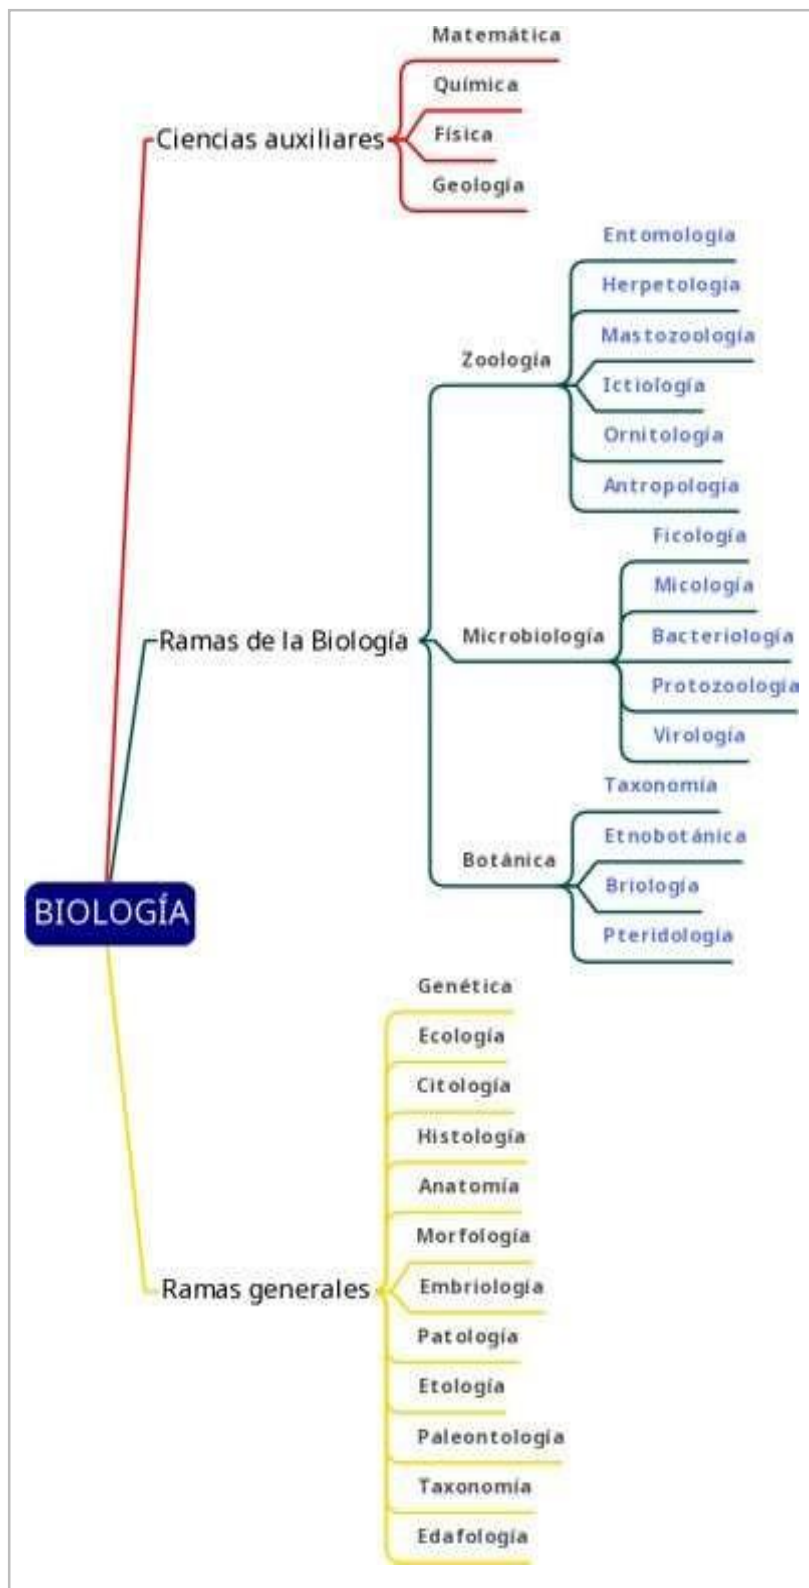 Matemática
Química
Ciencias auxiliares
Física
Geología
Entomología
Herpetología
Mastozoología
Zoología
Ictiología
Ornitología
Antropología
Ficología
Micología
Ramas de la Biología
Microbiología
Bacteriología
Protozoología
Virología
Taxonomía
Etnobotánica
Botánica
Briología
Pteridología
BIOLOGÍA
Genética
Ecología
Citología
Histología
Anatomía
Morfología
Ramas generales
Embriología
Patología
Etología
Paleontología
Taxonomía
Edafología